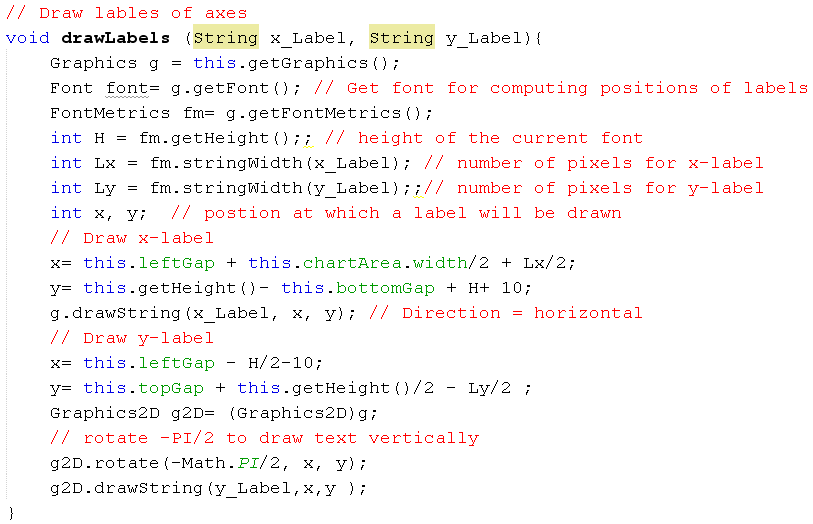 // Draw lables of axes
void drawLabels (String x_Label, String y_Label){
    Graphics g = this.getGraphics();
    Font font= g.getFont(); // Get font for computing positions of labels
    FontMetrics fm= g.getFontMetrics();
    int H = fm.getHeight();; // height of the current font
    int Lx = fm.stringWidth(x_Label); // number of pixels for x-label
    int Ly = fm.stringWidth(y_Label);;// number of pixels for y-label
    int x, y;  // postion at which a label will be drawn
    // Draw x-label
    x= this.leftGap + this.chartArea.width/2 + Lx/2;
    y= this.getHeight()- this.bottomGap + H+ 10;
    g.drawString(x_Label, x, y); // Direction = horizontal
    // Draw y-label
    x= this.leftGap - H/2-10;
    y= this.topGap + this.getHeight()/2 - Ly/2 ;
    Graphics2D g2D= (Graphics2D)g;
    // rotate -PI/2 to draw text vertically
    g2D.rotate(-Math.PI/2, x, y);
    g2D.drawString(y_Label,x,y );
}